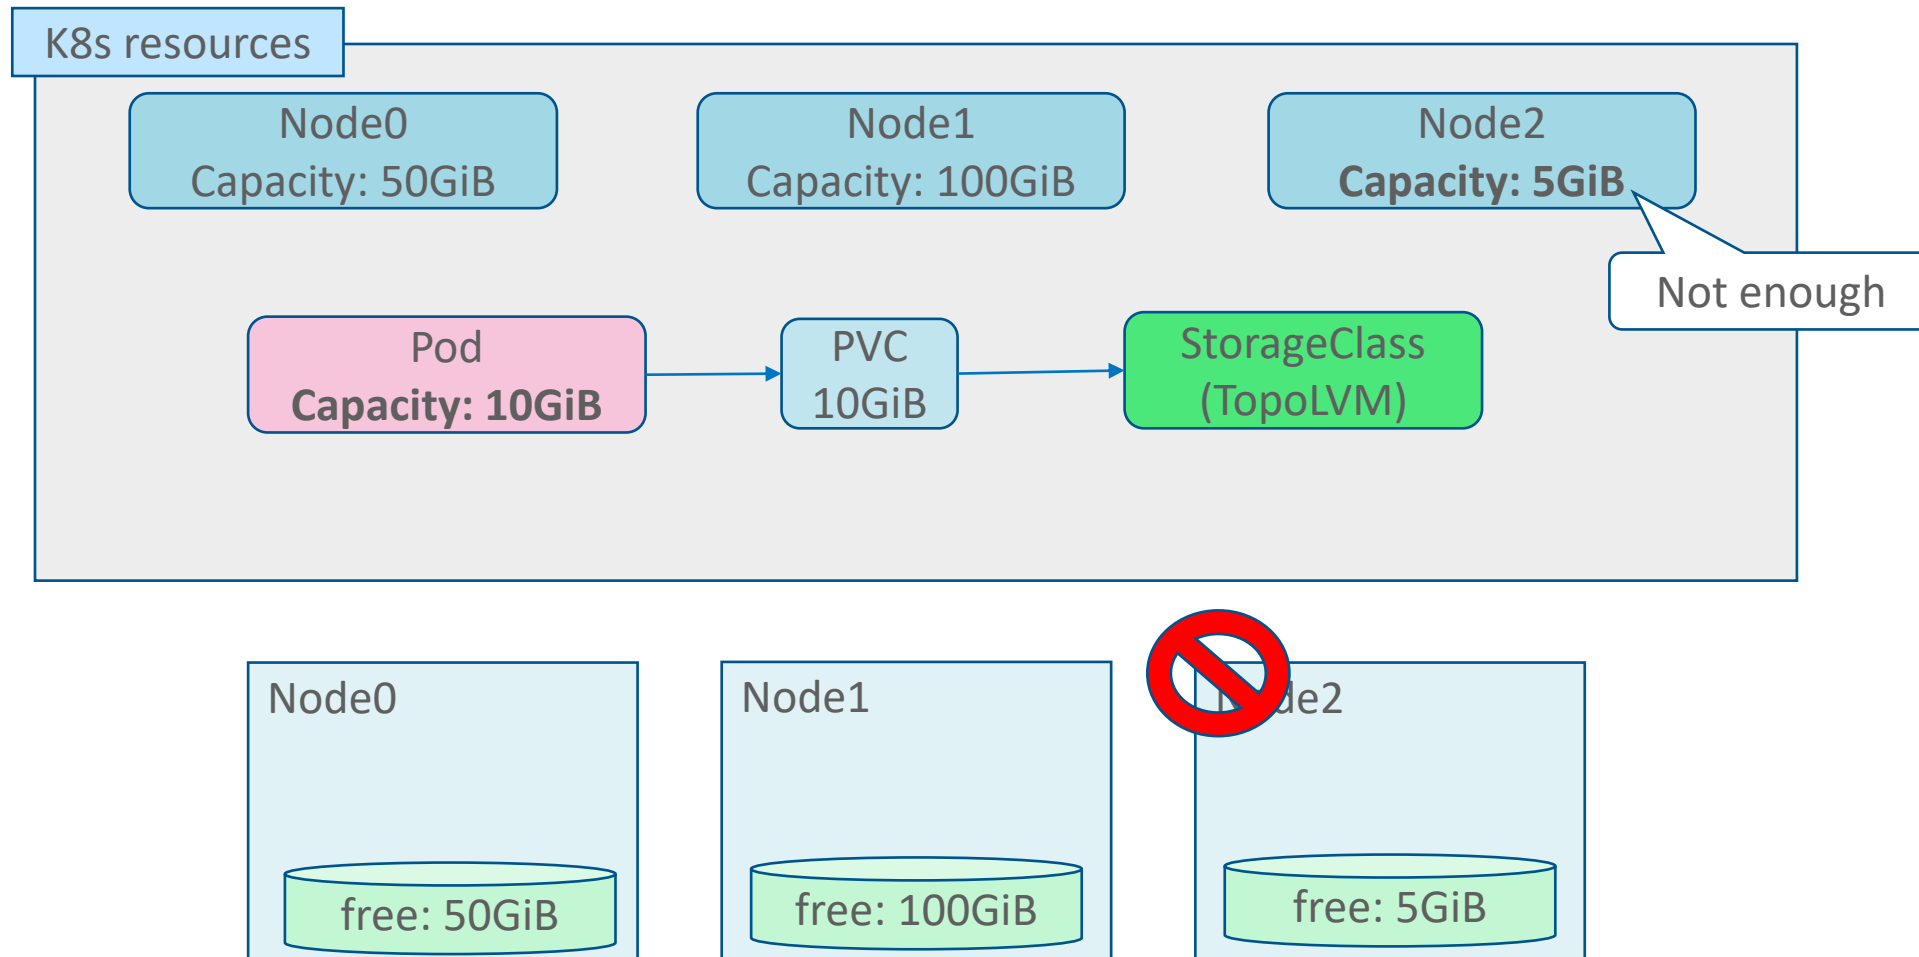 K8s resources
Node0
Capacity: 50GiB
Node1
Capacity: 100GiB
Node2
Capacity: 5GiB
Not enough
Pod
Capacity: 10GiB
PVC
10GiB
StorageClass
(TopoLVM)
Node0
Node1
Node2
free: 50GiB
free: 100GiB
free: 5GiB